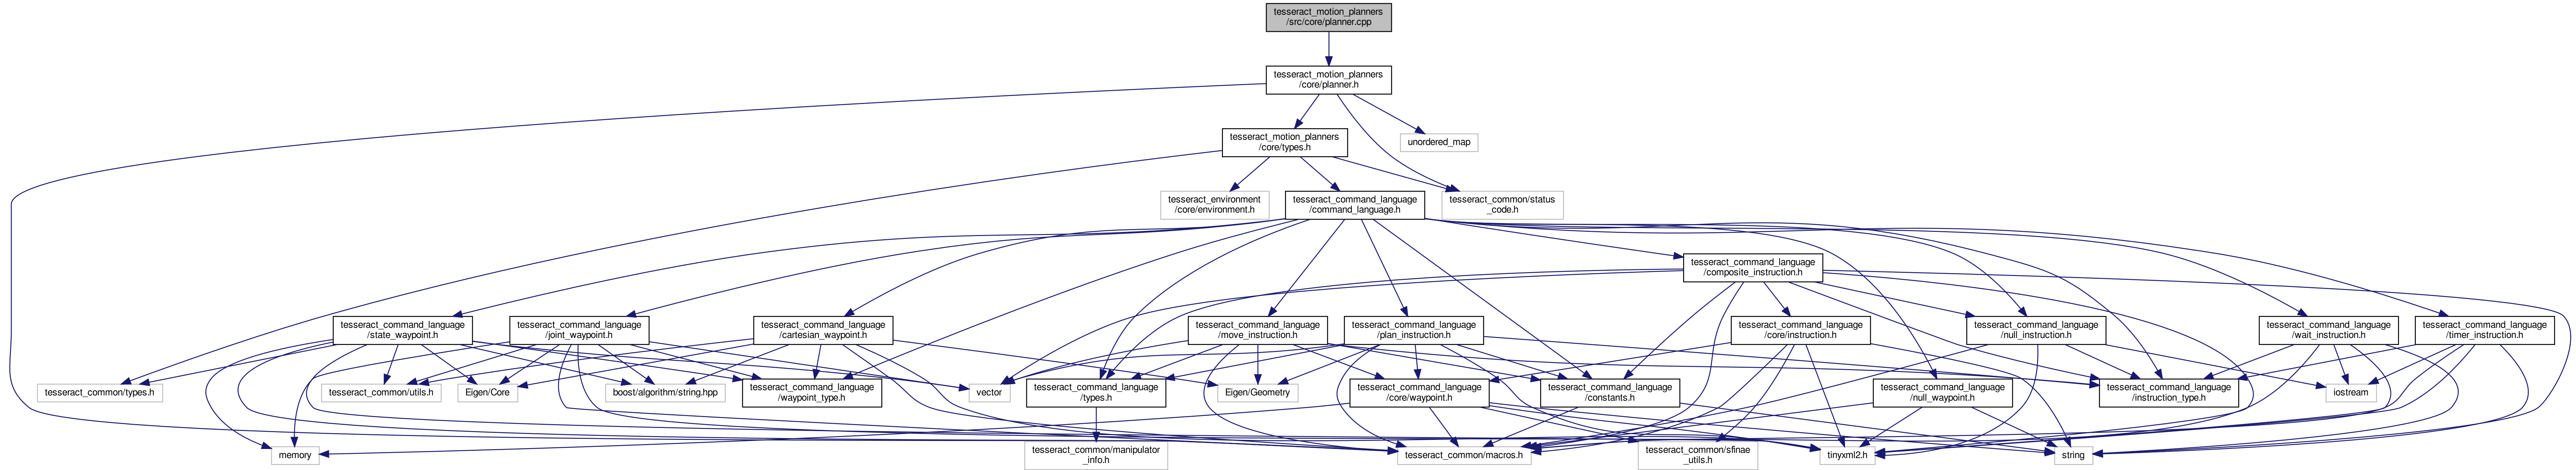 tesseract_motion_planners
/src/core/planner.cpp
tesseract_motion_planners
/core/planner.h
tesseract_motion_planners
/core/types.h
unordered_map
tesseract_environment
/core/environment.h
tesseract_command_language
/command_language.h
tesseract_common/status
_code.h
tesseract_command_language
/composite_instruction.h
tesseract_command_language
/state_waypoint.h
tesseract_command_language
/joint_waypoint.h
tesseract_command_language
/cartesian_waypoint.h
tesseract_command_language
/move_instruction.h
tesseract_command_language
/plan_instruction.h
tesseract_command_language
/core/instruction.h
tesseract_command_language
/null_instruction.h
tesseract_command_language
/wait_instruction.h
tesseract_command_language
/timer_instruction.h
tesseract_common/types.h
tesseract_common/utils.h
Eigen/Core
boost/algorithm/string.hpp
tesseract_command_language
/waypoint_type.h
vector
tesseract_command_language
/types.h
Eigen/Geometry
tesseract_command_language
/core/waypoint.h
tesseract_command_language
/constants.h
tesseract_command_language
/null_waypoint.h
tesseract_command_language
/instruction_type.h
iostream
memory
tesseract_common/manipulator
_info.h
tesseract_common/macros.h
tesseract_common/sfinae
_utils.h
tinyxml2.h
string